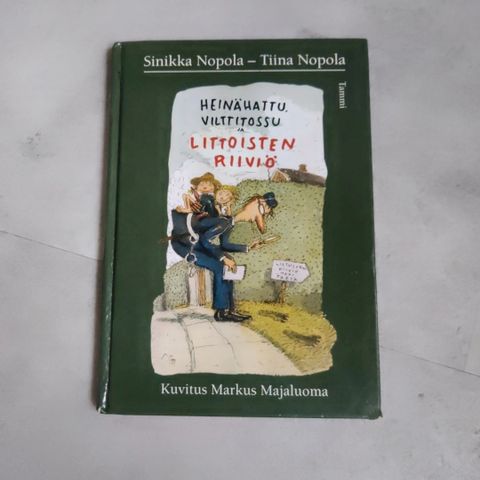 Sinikka Nopola – Tiina Nopola
Tammi
HEINÄHATTU,
VILTTITOSSU
JA
LITTOISTEN
RIIVIÖ
Kuvitus Markus Majaluoma